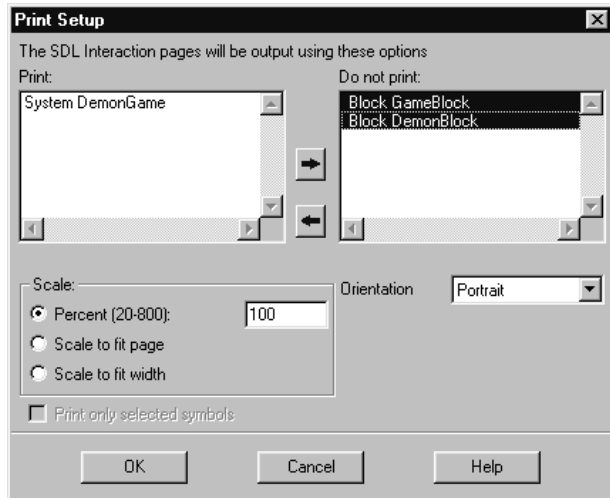 Print Setup
The SDL Interaction pages will be output using these options
Print:
Do not print:
System DemonGame
Block GameBlock
Block DemonBlock
Scale:
Percent (20-800):
100
Scale to fit page
Scale to fit width
Orientation
Portrait
Print only selected symbols
OK
Cancel
Help